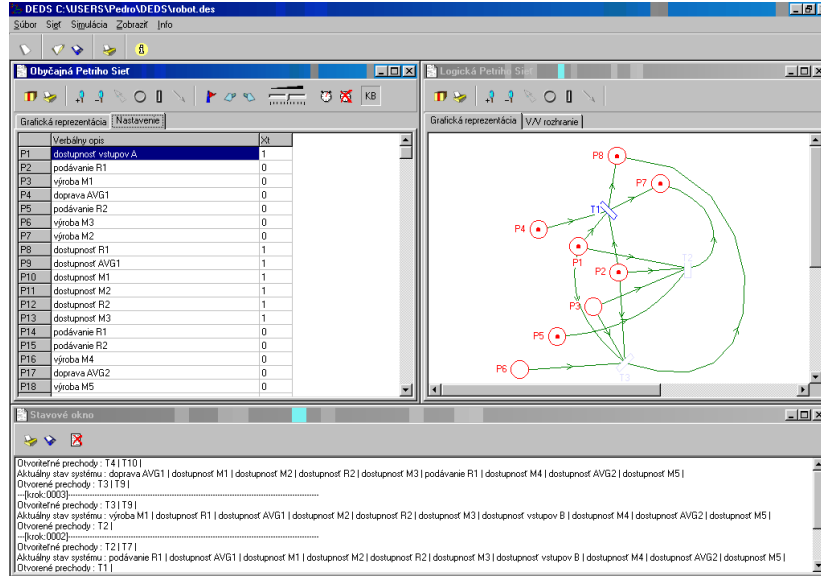 DEDS C:\USERS\Pedro\DEDS\robot.des
Súbor Sieť Simulácia Zobraziť Info
Obyčajná Petriho Sieť
KB
Grafická reprezentácia Nastavenie
Verbálny opis Xt
P1 dostupnosť vstupov A 1
P2 podávanie R1 0
P3 výroba M1 0
P4 doprava AVG1 0
P5 podávanie R2 0
P6 výroba M3 0
P7 výroba M2 0
P8 dostupnosť R1 1
P9 dostupnosť AVG1 1
P10 dostupnosť M1 1
P11 dostupnosť M2 1
P12 dostupnosť R2 1
P13 dostupnosť M3 1
P14 podávanie R1 0
P15 podávanie R2 0
P16 výroba M4 0
P17 doprava AVG2 0
P18 výroba M5 0
Logická Petriho Sieť
Grafická reprezentácia V/V rozhranie
P8
P7
T1
P4
P1
P2
P3
P5
P6
T3
Stavové okno
Otvoriteľné prechody : T4 | T10 |
Aktuálny stav systému : doprava AVG1 | dostupnosť M1 | dostupnosť M2 | dostupnosť R2 | dostupnosť M3 | podávanie R1 | dostupnosť M4 | dostupnosť AVG2 | dostupnosť M5 |
Otvorené prechody : T3 | T9 |
---[krok:0003]---
Otvoriteľné prechody : T3 | T9 |
Aktuálny stav systému : výroba M1 | dostupnosť R1 | dostupnosť AVG1 | dostupnosť M2 | dostupnosť R2 | dostupnosť M3 | dostupnosť vstupov B | dostupnosť M4 | dostupnosť AVG2 | dostupnosť M5 |
Otvorené prechody : T2 |
---[krok:0002]---
Otvoriteľné prechody : T2 | T7 |
Aktuálny stav systému : podávanie R1 | dostupnosť AVG1 | dostupnosť M1 | dostupnosť M2 | dostupnosť R2 | dostupnosť M3 | dostupnosť vstupov B | dostupnosť M4 | dostupnosť AVG2 | dostupnosť M5 |
Otvorené prechody : T1 |